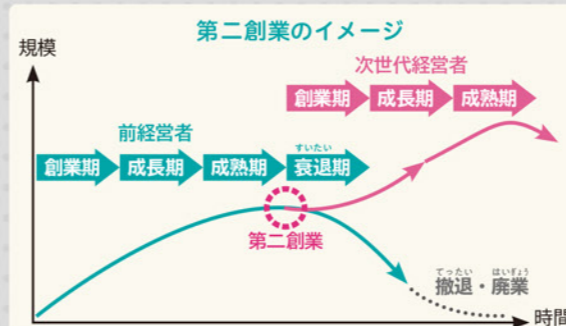 第二創業のイメージ
規模
次世代経営者
創業期 成長期 成熟期
前経営者
すいたい
創業期 成長期 成熟期 衰退期
第二創業
てったい はいぎょう
撤退・廃業
時間